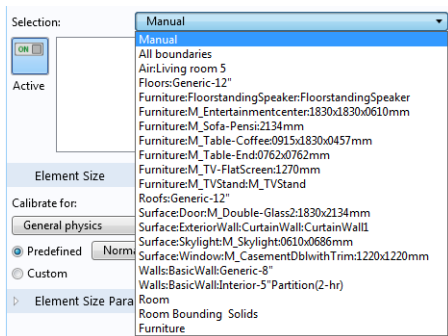 Selection:
Manual
ON
Active
Manual
All boundaries
Air:Living room 5
Floors:Generic-12"
Furniture:FloorstandingSpeaker:FloorstandingSpeaker
Furniture:M_Entertainmentcenter:1830x1830x0610mm
Furniture:M_Sofa-Pensi:2134mm
Furniture:M_Table-Coffee:0915x1830x0457mm
Furniture:M_Table-End:0762x0762mm
Furniture:M_TV-FlatScreen:1270mm
Furniture:M_TVStand:M_TVStand
Roofs:Generic-12"
Surface:Door:M_Double-Glass2:1830x2134mm
Surface:ExteriorWall:CurtainWall:CurtainWall1
Surface:Skylight:M_Skylight:0610x0686mm
Surface:Window:M_CasementDblwithTrim:1220x1220mm
Walls:BasicWall:Generic-8"
Walls:BasicWall:Interior-5"Partition(2-hr)
Room
Room Bounding Solids
Furniture
Element Size
Calibrate for:
General physics
Predefined
Custom